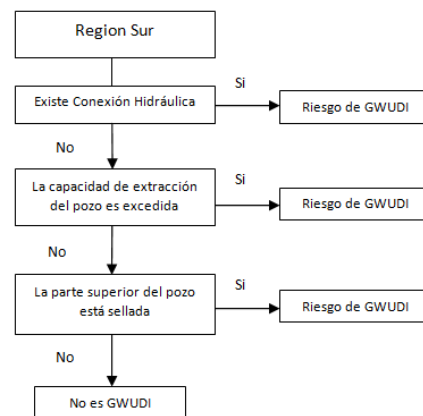 Region Sur
Si
Existe Conexión Hidráulica
Riesgo de GWUDI
No
Si
La capacidad de extracción
del pozo es excedida
Riesgo de GWUDI
No
Si
La parte superior del pozo
está sellada
Riesgo de GWUDI
No
No es GWUDI